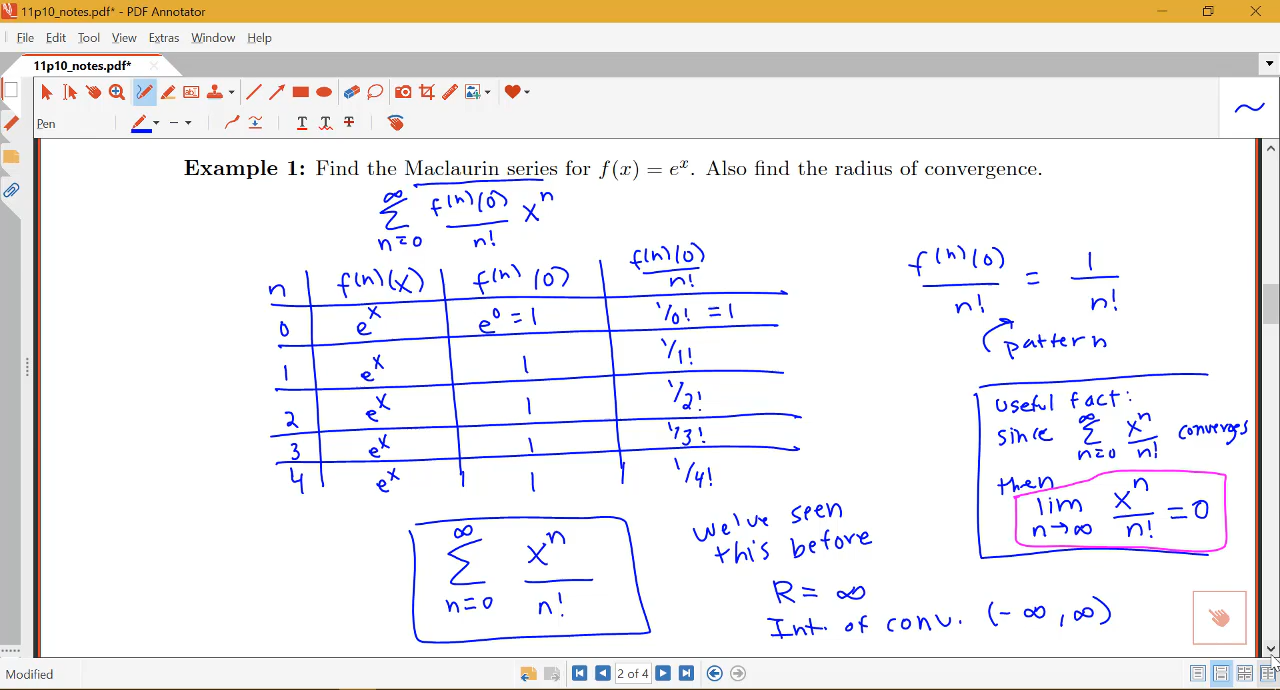 11p10_notes.pdf* - PDF Annotator
File Edit Tool View Extras Window Help
11p10_notes.pdf*
Pen
Example 1: Find the Maclaurin series for f(x) = e^x. Also find the radius of convergence.
∑_{n=0}^{∞} f^(n)(0)/n! x^n
n f^(n)(x) f^(n)(0) f^(n)(0)/n!
0 e^x e^0 = 1 1/0! = 1
1 e^x 1 1/1!
2 e^x 1 1/2!
3 e^x 1 1/3!
4 e^x 1 1/4!
∑_{n=0}^{∞} x^n/n!
we've seen
this before
R = ∞
Int. of conv. (-∞, ∞)
f^(n)(0)/n! = 1/n!
pattern
useful fact:
since ∑_{n=0}^{∞} x^n/n! converges
then
lim_{n→∞} x^n/n! = 0
Modified
2 of 4